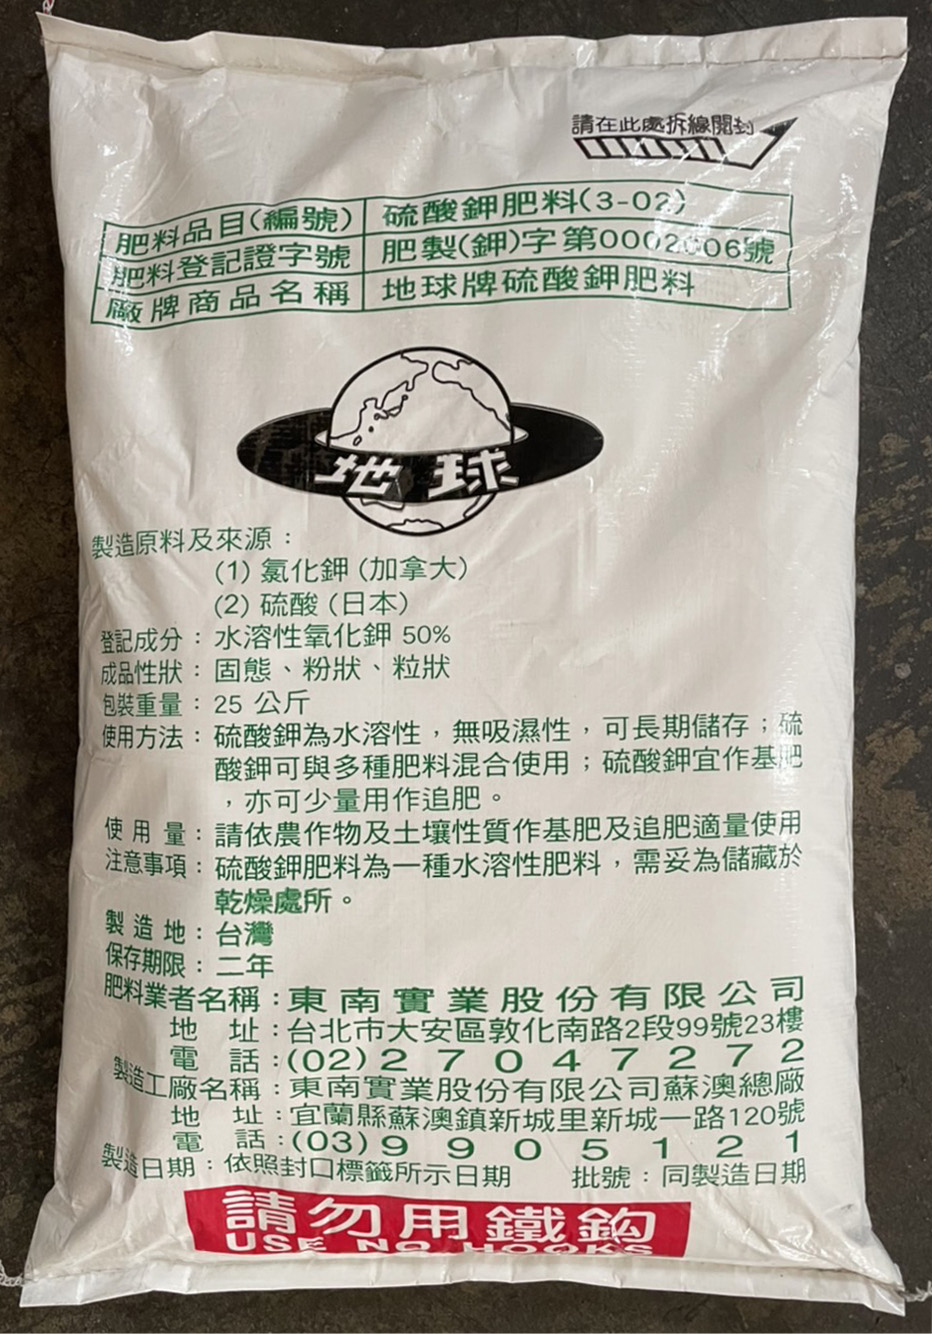 請在此處拆線開封
肥料品目(編號) 硫酸鉀肥料(3-02)
肥料登記證字號 肥製(鉀)字第0002006號
廠牌商品名稱 地球牌硫酸鉀肥料
地球
製造原料及來源：
(1) 氯化鉀 (加拿大)
(2) 硫酸 (日本)
登記成分：水溶性氧化鉀 50%
成品性狀：固態、粉狀、粒狀
包裝重量：25 公斤
使用方法：硫酸鉀為水溶性，無吸濕性，可長期儲存；硫
酸鉀可與多種肥料混合使用；硫酸鉀宜作基肥
，亦可少量用作追肥。
使用量：請依農作物及土壤性質作基肥及追肥適量使用
注意事項：硫酸鉀肥料為一種水溶性肥料，需妥為儲藏於
乾燥處所。
製造地：台灣
保存期限：二年
肥料業者名稱：東南實業股份有限公司
地址：台北市大安區敦化南路2段99號23樓
電話：(02)27047272
製造工廠名稱：東南實業股份有限公司蘇澳總廠
地址：宜蘭縣蘇澳鎮新城里新城一路120號
電話：(03)9905121
製造日期：依照封口標籤所示日期 批號：同製造日期
請勿用鐵鈎
USE NO HOOKS